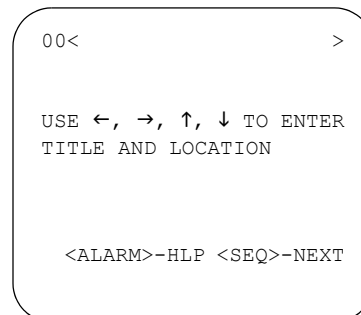 00< >
USE ←, →, ↑, ↓ TO ENTER
TITLE AND LOCATION
<ALARM>-HLP <SEQ>-NEXT